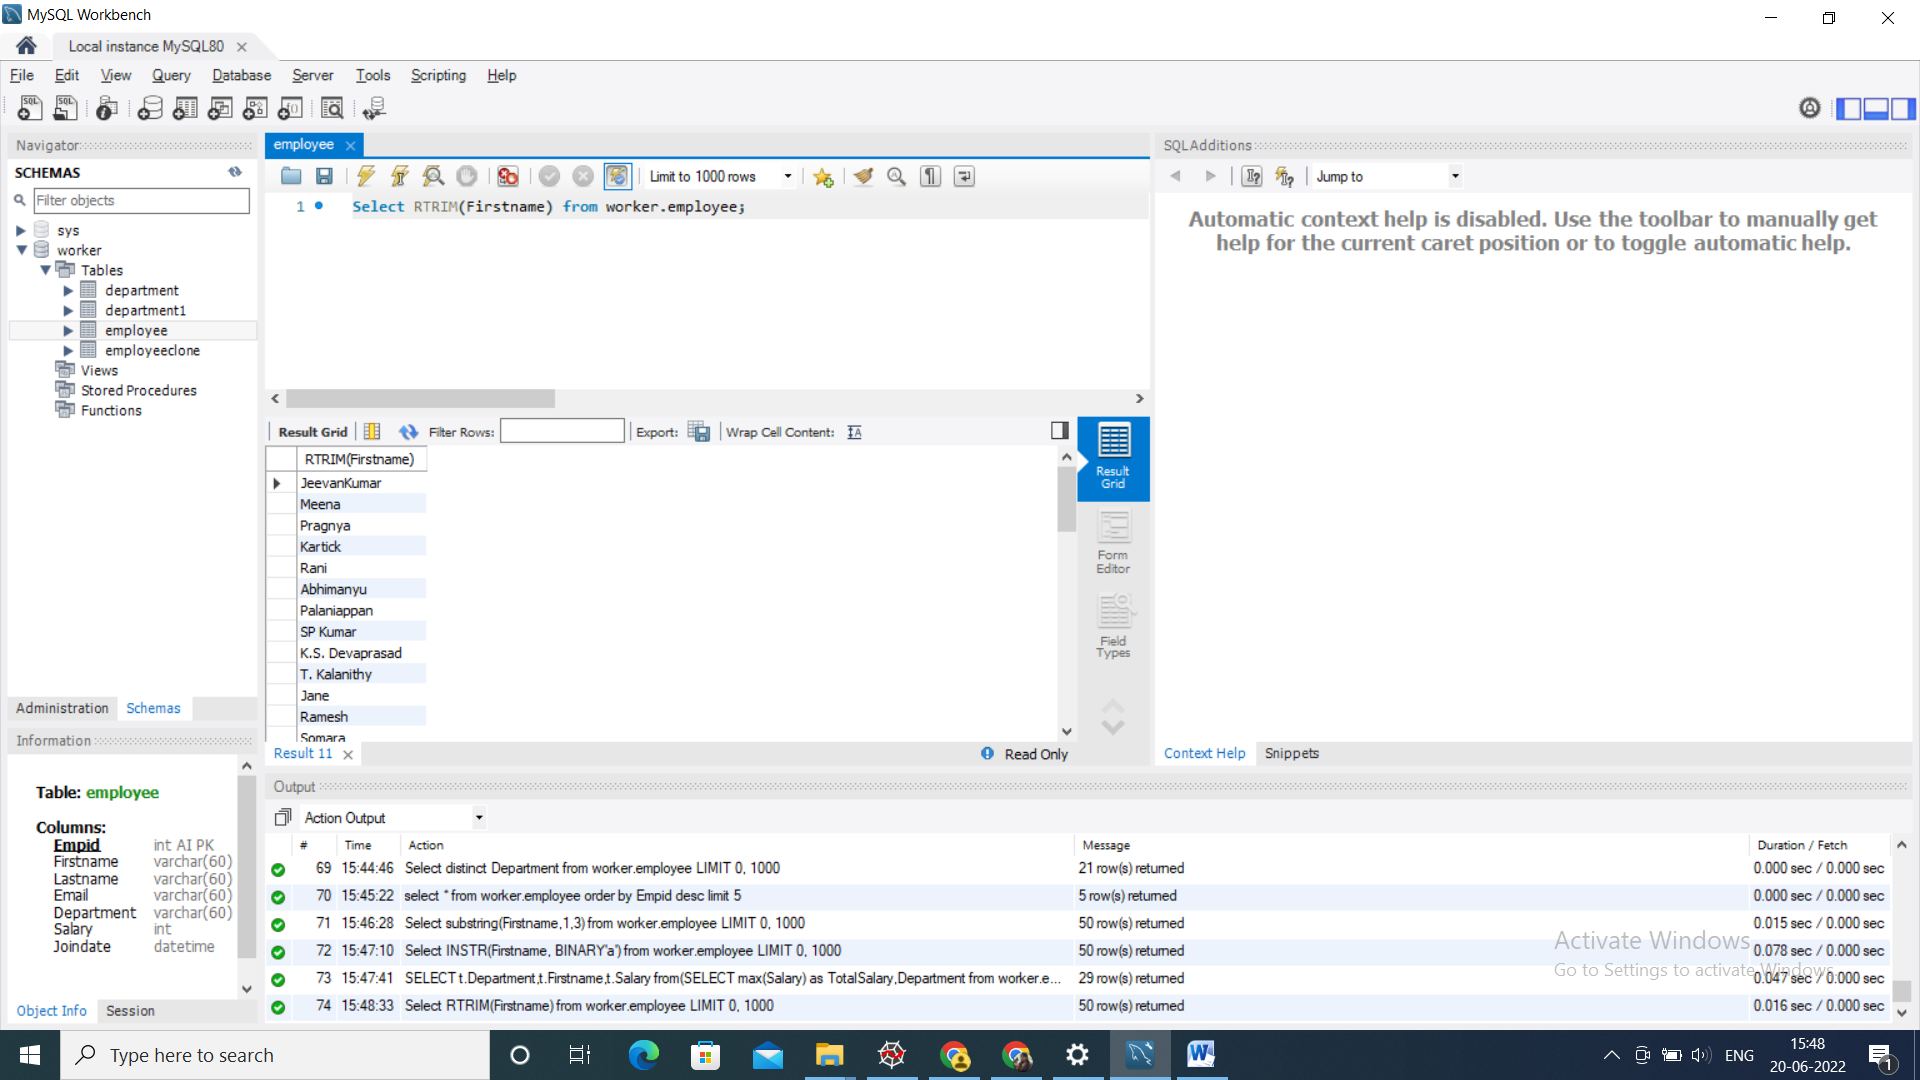 MySQL Workbench
Local instance MySQL80
File Edit View Query Database Server Tools Scripting Help
Navigator
SCHEMAS
Filter objects
sys
worker
Tables
department
department1
employee
employeeclone
Views
Stored Procedures
Functions
Administration Schemas
Information
Table: employee
Columns:
Empid int AI PK
Firstname varchar(60)
Lastname varchar(60)
Email varchar(60)
Department varchar(60)
Salary int
Joindate datetime
Object Info Session
employee
Limit to 1000 rows
1 Select RTRIM(Firstname) from worker.employee;
Result Grid Filter Rows: Export: Wrap Cell Content:
RTRIM(Firstname)
JeevanKumar
Meena
Pragnya
Kartick
Rani
Abhimanyu
Palaniappan
SP Kumar
K.S. Devaprasad
T. Kalanithy
Jane
Ramesh
Somara
Result
Grid
Form
Editor
Field
Types
Result 11 Read Only
SQLAdditions
Jump to
Automatic context help is disabled. Use the toolbar to manually get
help for the current caret position or to toggle automatic help.
Context Help Snippets
Output
Action Output
# Time Action Message Duration / Fetch
69 15:44:46 Select distinct Department from worker.employee LIMIT 0, 1000 21 row(s) returned 0.000 sec / 0.000 sec
70 15:45:22 select * from worker.employee order by Empid desc limit 5 5 row(s) returned 0.000 sec / 0.000 sec
71 15:46:28 Select substring(Firstname,1,3) from worker.employee LIMIT 0, 1000 50 row(s) returned 0.015 sec / 0.000 sec
72 15:47:10 Select INSTR(Firstname, BINARY'a') from worker.employee LIMIT 0, 1000 50 row(s) returned 0.078 sec / 0.000 sec
73 15:47:41 SELECT t.Department,t.Firstname,t.Salary from(SELECT max(Salary) as TotalSalary,Department from worker.e... 29 row(s) returned 0.047 sec / 0.000 sec
74 15:48:33 Select RTRIM(Firstname) from worker.employee LIMIT 0, 1000 50 row(s) returned 0.016 sec / 0.000 sec
Activate Windows
Go to Settings to activate Windows.
Type here to search
ENG
15:48
20-06-2022
1